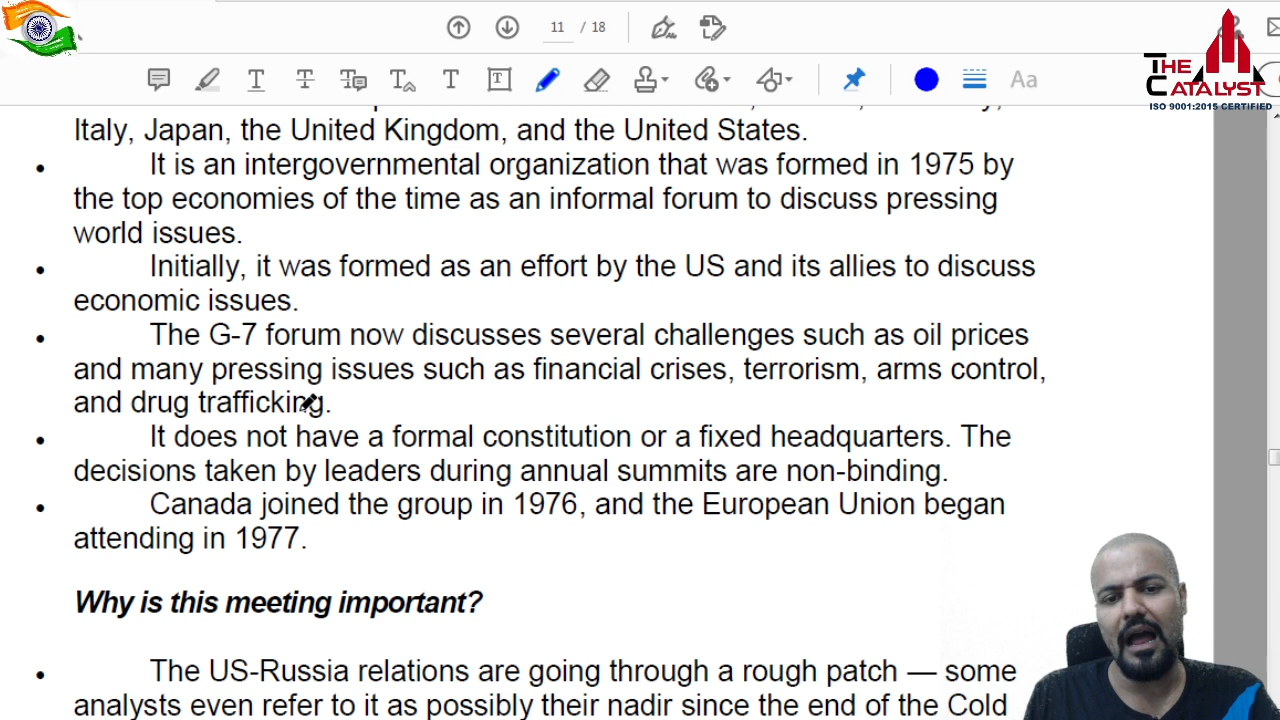 11 / 18
THE CATALYST
ISO 9001:2015 CERTIFIED
Aa
Italy, Japan, the United Kingdom, and the United States.
• It is an intergovernmental organization that was formed in 1975 by
the top economies of the time as an informal forum to discuss pressing
world issues.
• Initially, it was formed as an effort by the US and its allies to discuss
economic issues.
• The G-7 forum now discusses several challenges such as oil prices
and many pressing issues such as financial crises, terrorism, arms control,
and drug trafficking.
• It does not have a formal constitution or a fixed headquarters. The
decisions taken by leaders during annual summits are non-binding.
• Canada joined the group in 1976, and the European Union began
attending in 1977.
Why is this meeting important?
• The US-Russia relations are going through a rough patch — some
analysts even refer to it as possibly their nadir since the end of the Cold